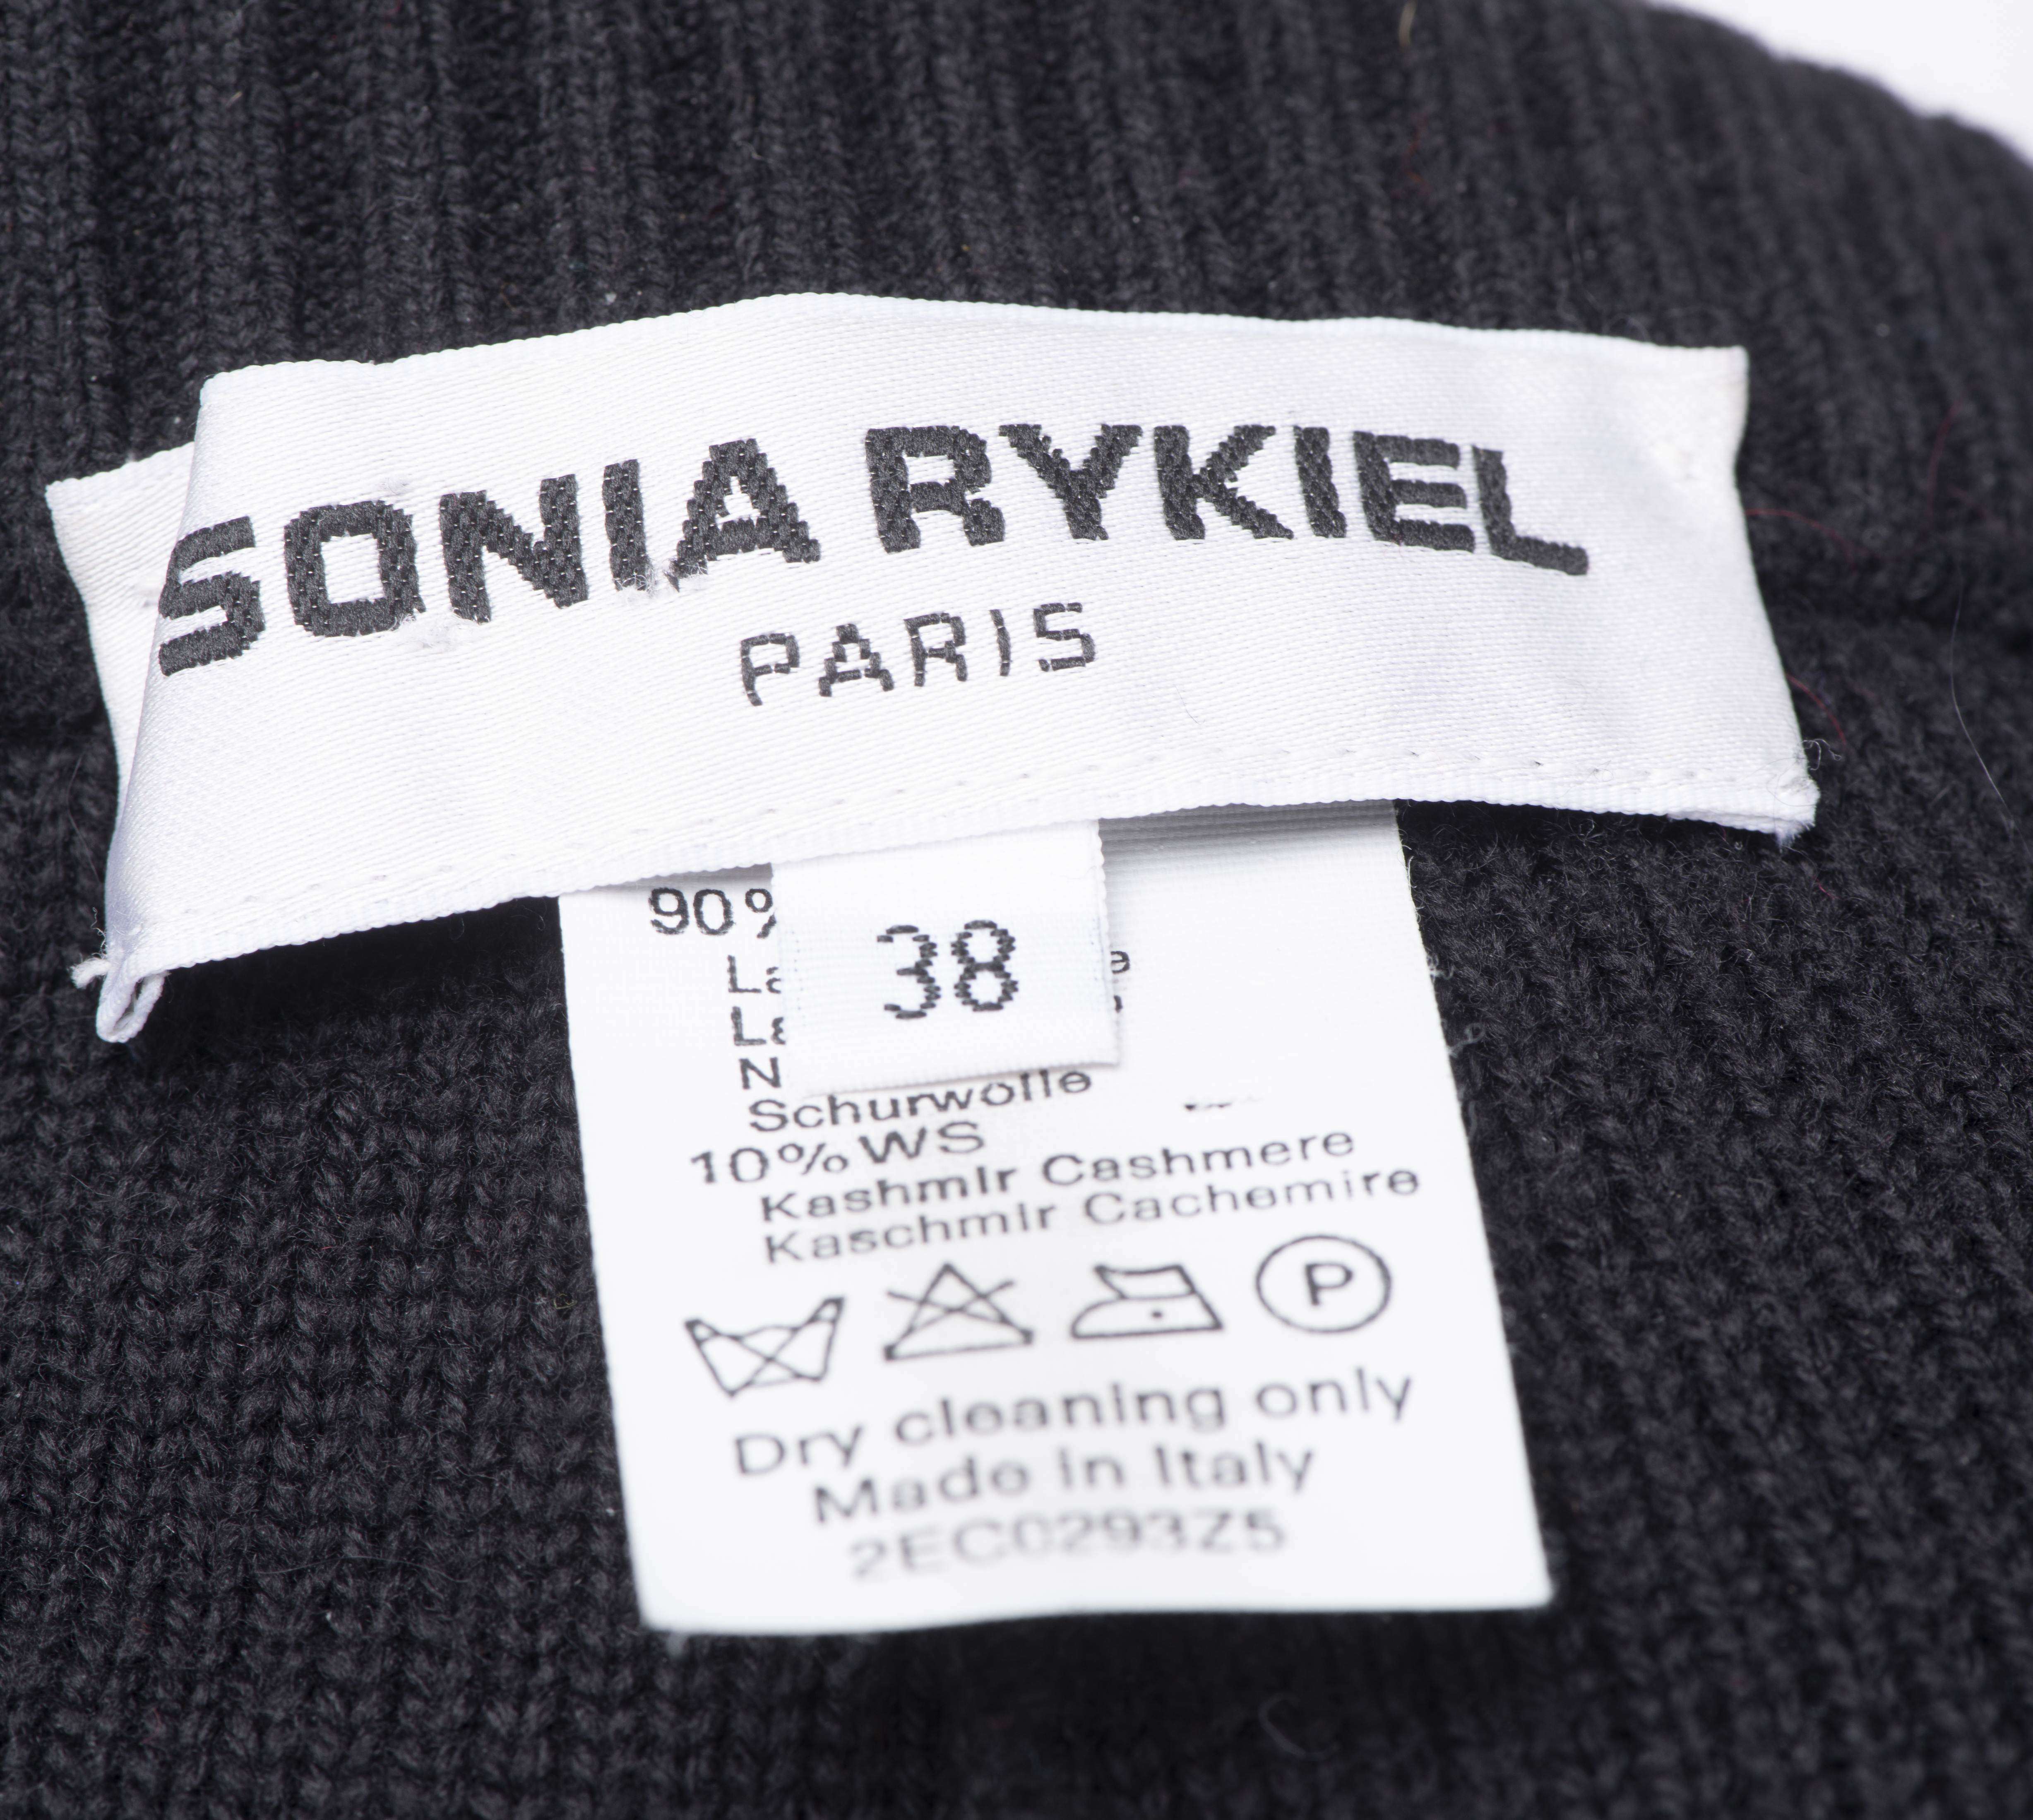 SONIA RYKIEL
PARIS
38
90%
Schurwolle
10% WS
Kashmir Cashmere
Kaschmir Cachemire
P
Dry cleaning only
Made in Italy
2EC0293Z5